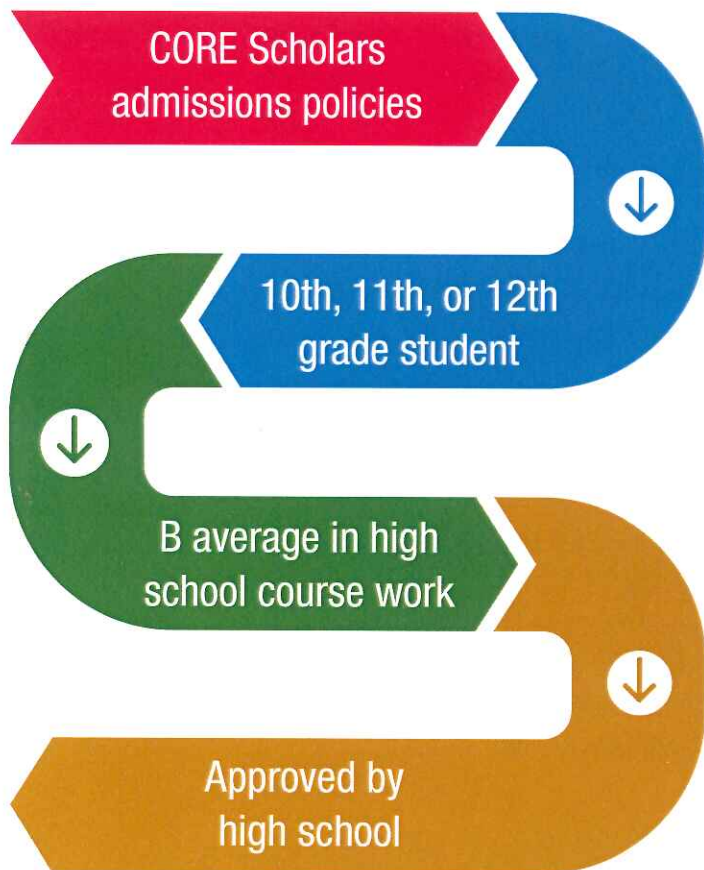 CORE Scholars
admissions policies
10th, 11th, or 12th
grade student
B average in high
school course work
Approved by
high school